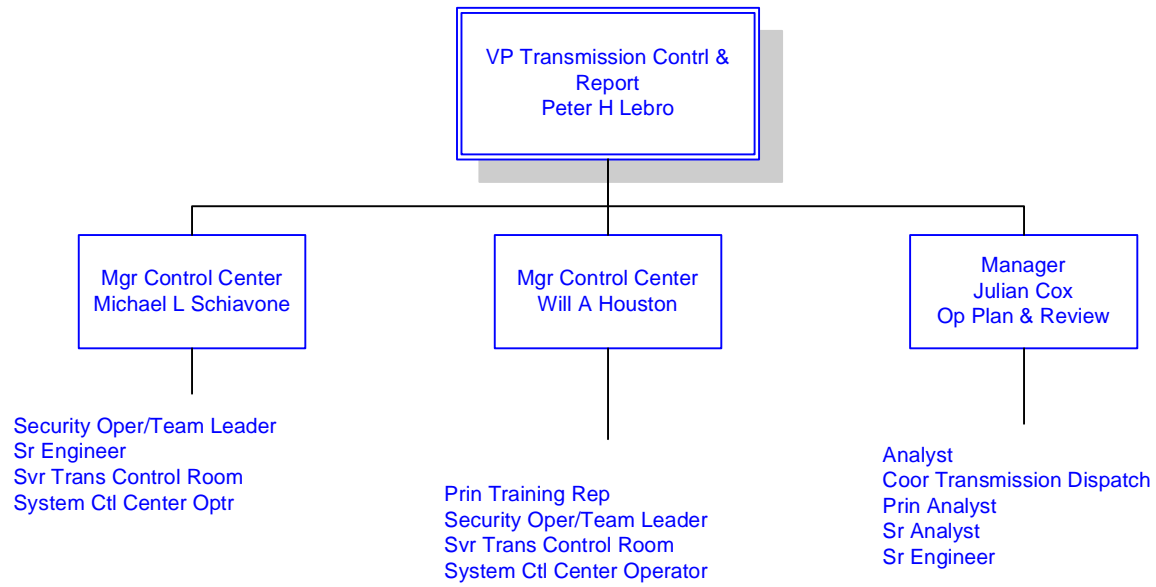 VP Transmission Contrl &
Report
Peter H Lebro
Mgr Control Center
Michael L Schiavone
Mgr Control Center
Will A Houston
Manager
Julian Cox
Op Plan & Review
Security Oper/Team Leader
Sr Engineer
Svr Trans Control Room
System Ctl Center Optr
Prin Training Rep
Security Oper/Team Leader
Svr Trans Control Room
System Ctl Center Operator
Analyst
Coor Transmission Dispatch
Prin Analyst
Sr Analyst
Sr Engineer